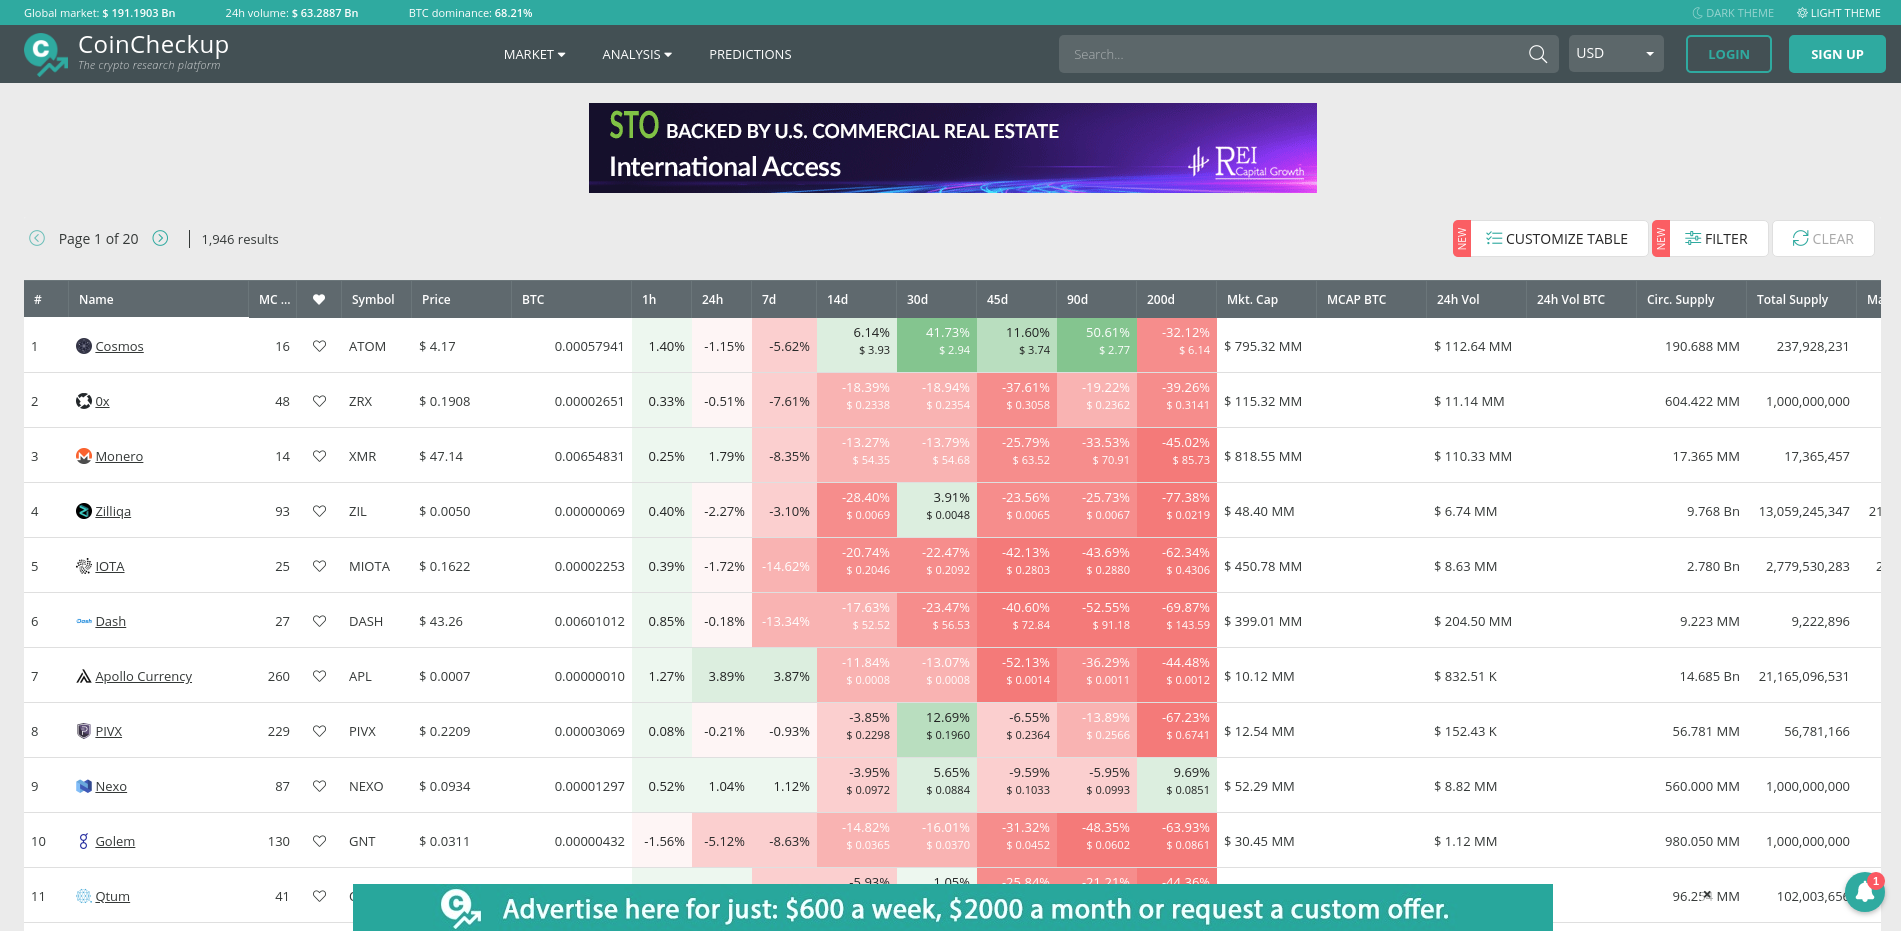 Global market: $ 191.1903 Bn 24h volume: $ 63.2887 Bn BTC dominance: 68.21% DARK THEME LIGHT THEME
CoinCheckup
The crypto research platform
MARKET ANALYSIS PREDICTIONS Search... USD LOGIN SIGN UP
STO BACKED BY U.S. COMMERCIAL REAL ESTATE
International Access
REI
Capital Growth
Page 1 of 20 1,946 results NEW CUSTOMIZE TABLE NEW FILTER CLEAR
# Name MC ... Symbol Price BTC 1h 24h 7d 14d 30d 45d 90d 200d Mkt. Cap MCAP BTC 24h Vol 24h Vol BTC Circ. Supply Total Supply
1 Cosmos 16 ATOM $ 4.17 0.00057941 1.40% -1.15% -5.62% 6.14% 41.73% 11.60% 50.61% -32.12% $ 795.32 MM $ 112.64 MM 190.688 MM 237,928,231
$ 3.93 $ 2.94 $ 3.74 $ 2.77 $ 6.14
2 0x 48 ZRX $ 0.1908 0.00002651 0.33% -0.51% -7.61% -18.39% -18.94% -37.61% -19.22% -39.26% $ 115.32 MM $ 11.14 MM 604.422 MM 1,000,000,000
$ 0.2338 $ 0.2354 $ 0.3058 $ 0.2362 $ 0.3141
3 Monero 14 XMR $ 47.14 0.00654831 0.25% 1.79% -8.35% -13.27% -13.79% -25.79% -33.53% -45.02% $ 818.55 MM $ 110.33 MM 17.365 MM 17,365,457
$ 54.35 $ 54.68 $ 63.52 $ 70.91 $ 85.73
4 Zilliqa 93 ZIL $ 0.0050 0.00000069 0.40% -2.27% -3.10% -28.40% 3.91% -23.56% -25.73% -77.38% $ 48.40 MM $ 6.74 MM 9.768 Bn 13,059,245,347 21
$ 0.0069 $ 0.0048 $ 0.0065 $ 0.0067 $ 0.0219
5 IOTA 25 MIOTA $ 0.1622 0.00002253 0.39% -1.72% -14.62% -20.74% -22.47% -42.13% -43.69% -62.34% $ 450.78 MM $ 8.63 MM 2.780 Bn 2,779,530,283 2
$ 0.2046 $ 0.2092 $ 0.2803 $ 0.2880 $ 0.4306
6 Dash 27 DASH $ 43.26 0.00601012 0.85% -0.18% -13.34% -17.63% -23.47% -40.60% -52.55% -69.87% $ 399.01 MM $ 204.50 MM 9.223 MM 9,222,896
$ 52.52 $ 56.53 $ 72.84 $ 91.18 $ 143.59
7 Apollo Currency 260 APL $ 0.0007 0.00000010 1.27% 3.89% 3.87% -11.84% -13.07% -52.13% -36.29% -44.48% $ 10.12 MM $ 832.51 K 14.685 Bn 21,165,096,531
$ 0.0008 $ 0.0008 $ 0.0014 $ 0.0011 $ 0.0012
8 PIVX 229 PIVX $ 0.2209 0.00003069 0.08% -0.21% -0.93% -3.85% 12.69% -6.55% -13.89% -67.23% $ 12.54 MM $ 152.43 K 56.781 MM 56,781,166
$ 0.2298 $ 0.1960 $ 0.2364 $ 0.2566 $ 0.6741
9 Nexo 87 NEXO $ 0.0934 0.00001297 0.52% 1.04% 1.12% -3.95% 5.65% -9.59% -5.95% 9.69% $ 52.29 MM $ 8.82 MM 560.000 MM 1,000,000,000
$ 0.0972 $ 0.0884 $ 0.1033 $ 0.0993 $ 0.0851
10 Golem 130 GNT $ 0.0311 0.00000432 -1.56% -5.12% -8.63% -14.82% -16.01% -31.32% -48.35% -63.93% $ 30.45 MM $ 1.12 MM 980.050 MM 1,000,000,000
$ 0.0365 $ 0.0370 $ 0.0452 $ 0.0602 $ 0.0861
11 Qtum 41 -5.93% 1.05% -25.84% -21.21% -44.36% MM 102,003,656 1
Advertise here for just: $600 a week, $2000 a month or request a custom offer.